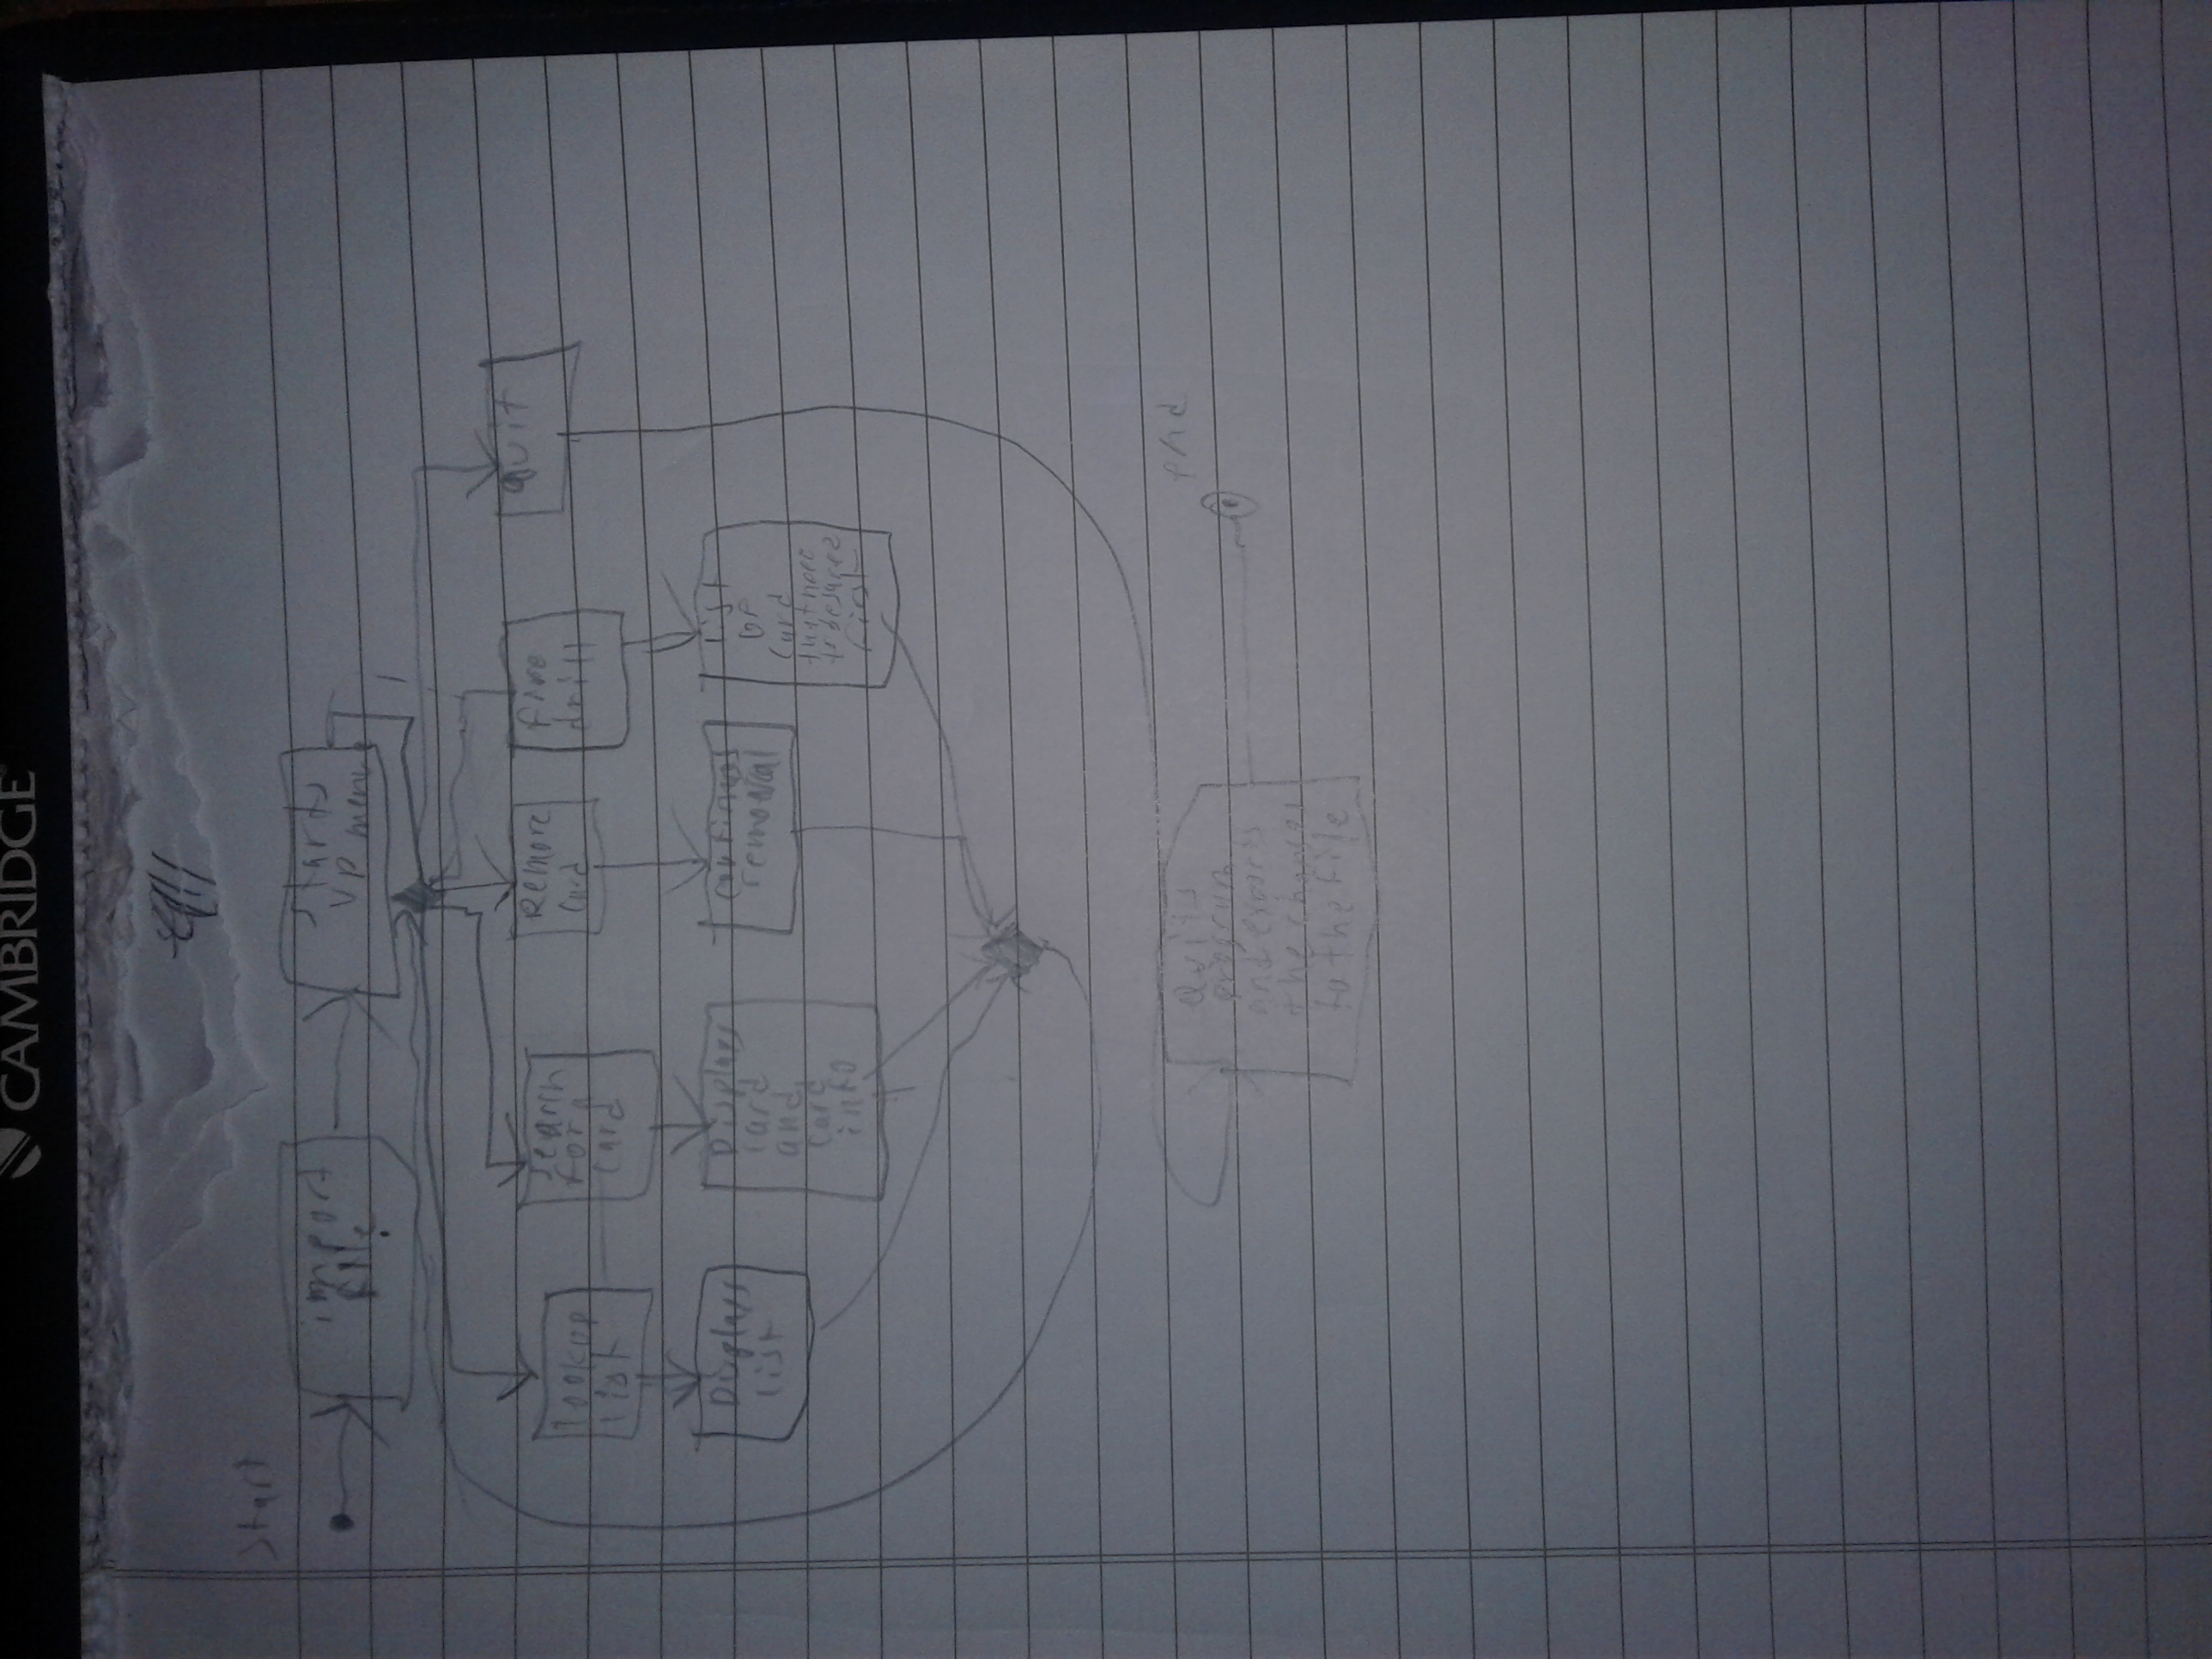 CAMBRIDGE
Start
import
file
Starts
UP menu
lookup
list
Search
for a
card
Remove
card
fire
drill
quit
Displays
list
Displays
card
and
card
info
confirmes
removal
list
OF
card
that need
to be saved
first
end
Quits
program
and exports
the changes
to the file